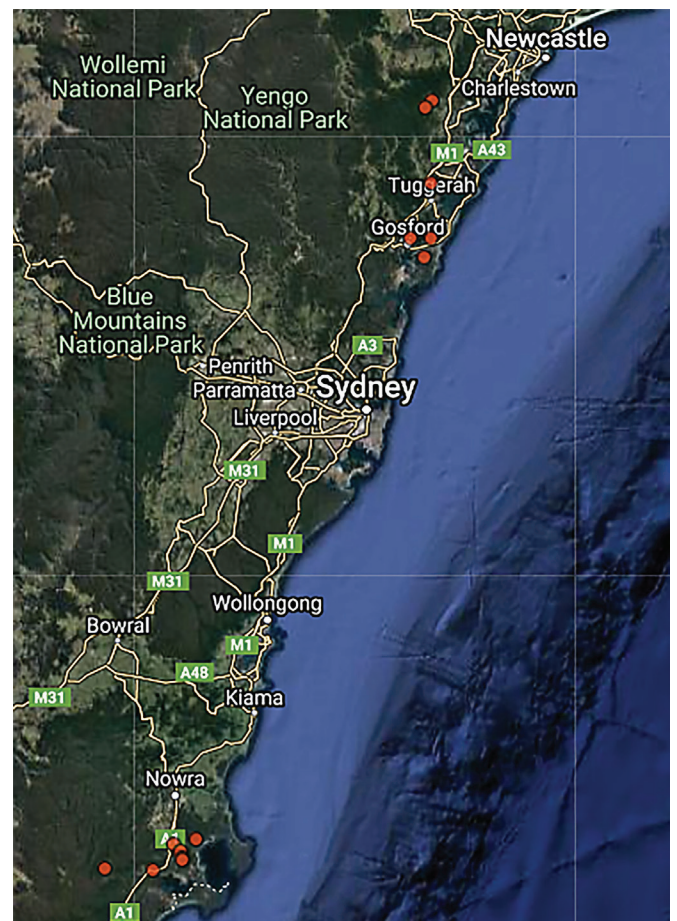 Newcastle
Wollemi
National Park
Yengo
National Park
Charlestown
M1
A43
Tuggerah
Gosford
Blue
Mountains
National Park
A3
Penrith
Parramatta
Sydney
Liverpool
M31
M1
M31
Wollongong
Bowral
M1
A48
M31
Kiama
Nowra
A1
A1